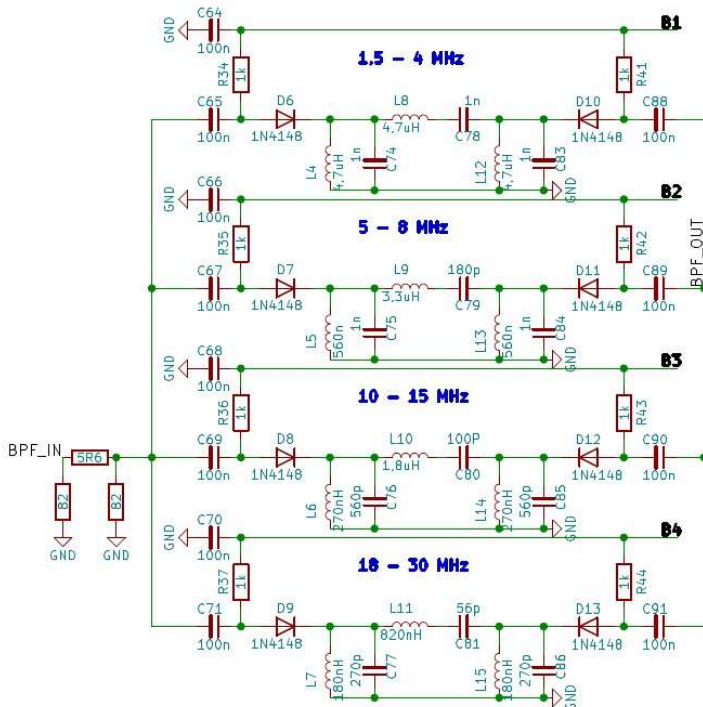 C64
GND
100n
B1
R34
1k
1,5 - 4 MHz
R41
1k
C65
100n
D6
1N4148
L8
4.7uH
1n
C78
D10
1N4148
C88
100n
L4
4.7uH
1n
C74
L12
4.7uH
1n
C83
GND
C66
GND
100n
B2
R35
1k
5 - 8 MHz
R42
1k
BPF_OUT
C67
100n
D7
1N4148
L9
3,3uH
180p
C79
D11
1N4148
C89
100n
L5
560n
1n
C75
L13
560n
1n
C84
GND
C68
GND
100n
B3
R36
1k
10 - 15 MHz
R43
1k
BPF_IN
5R6
82
82
GND
GND
C69
100n
D8
1N4148
L10
1,8uH
100P
C80
D12
1N4148
C90
100n
L6
270nH
560p
C76
L14
270nH
560p
C85
GND
C70
GND
100n
B4
R37
1k
18 - 30 MHz
R44
1k
C71
100n
D9
1N4148
L11
820nH
56p
C81
D13
1N4148
C91
100n
L7
180nH
270p
C77
L15
180nH
270p
C86
GND